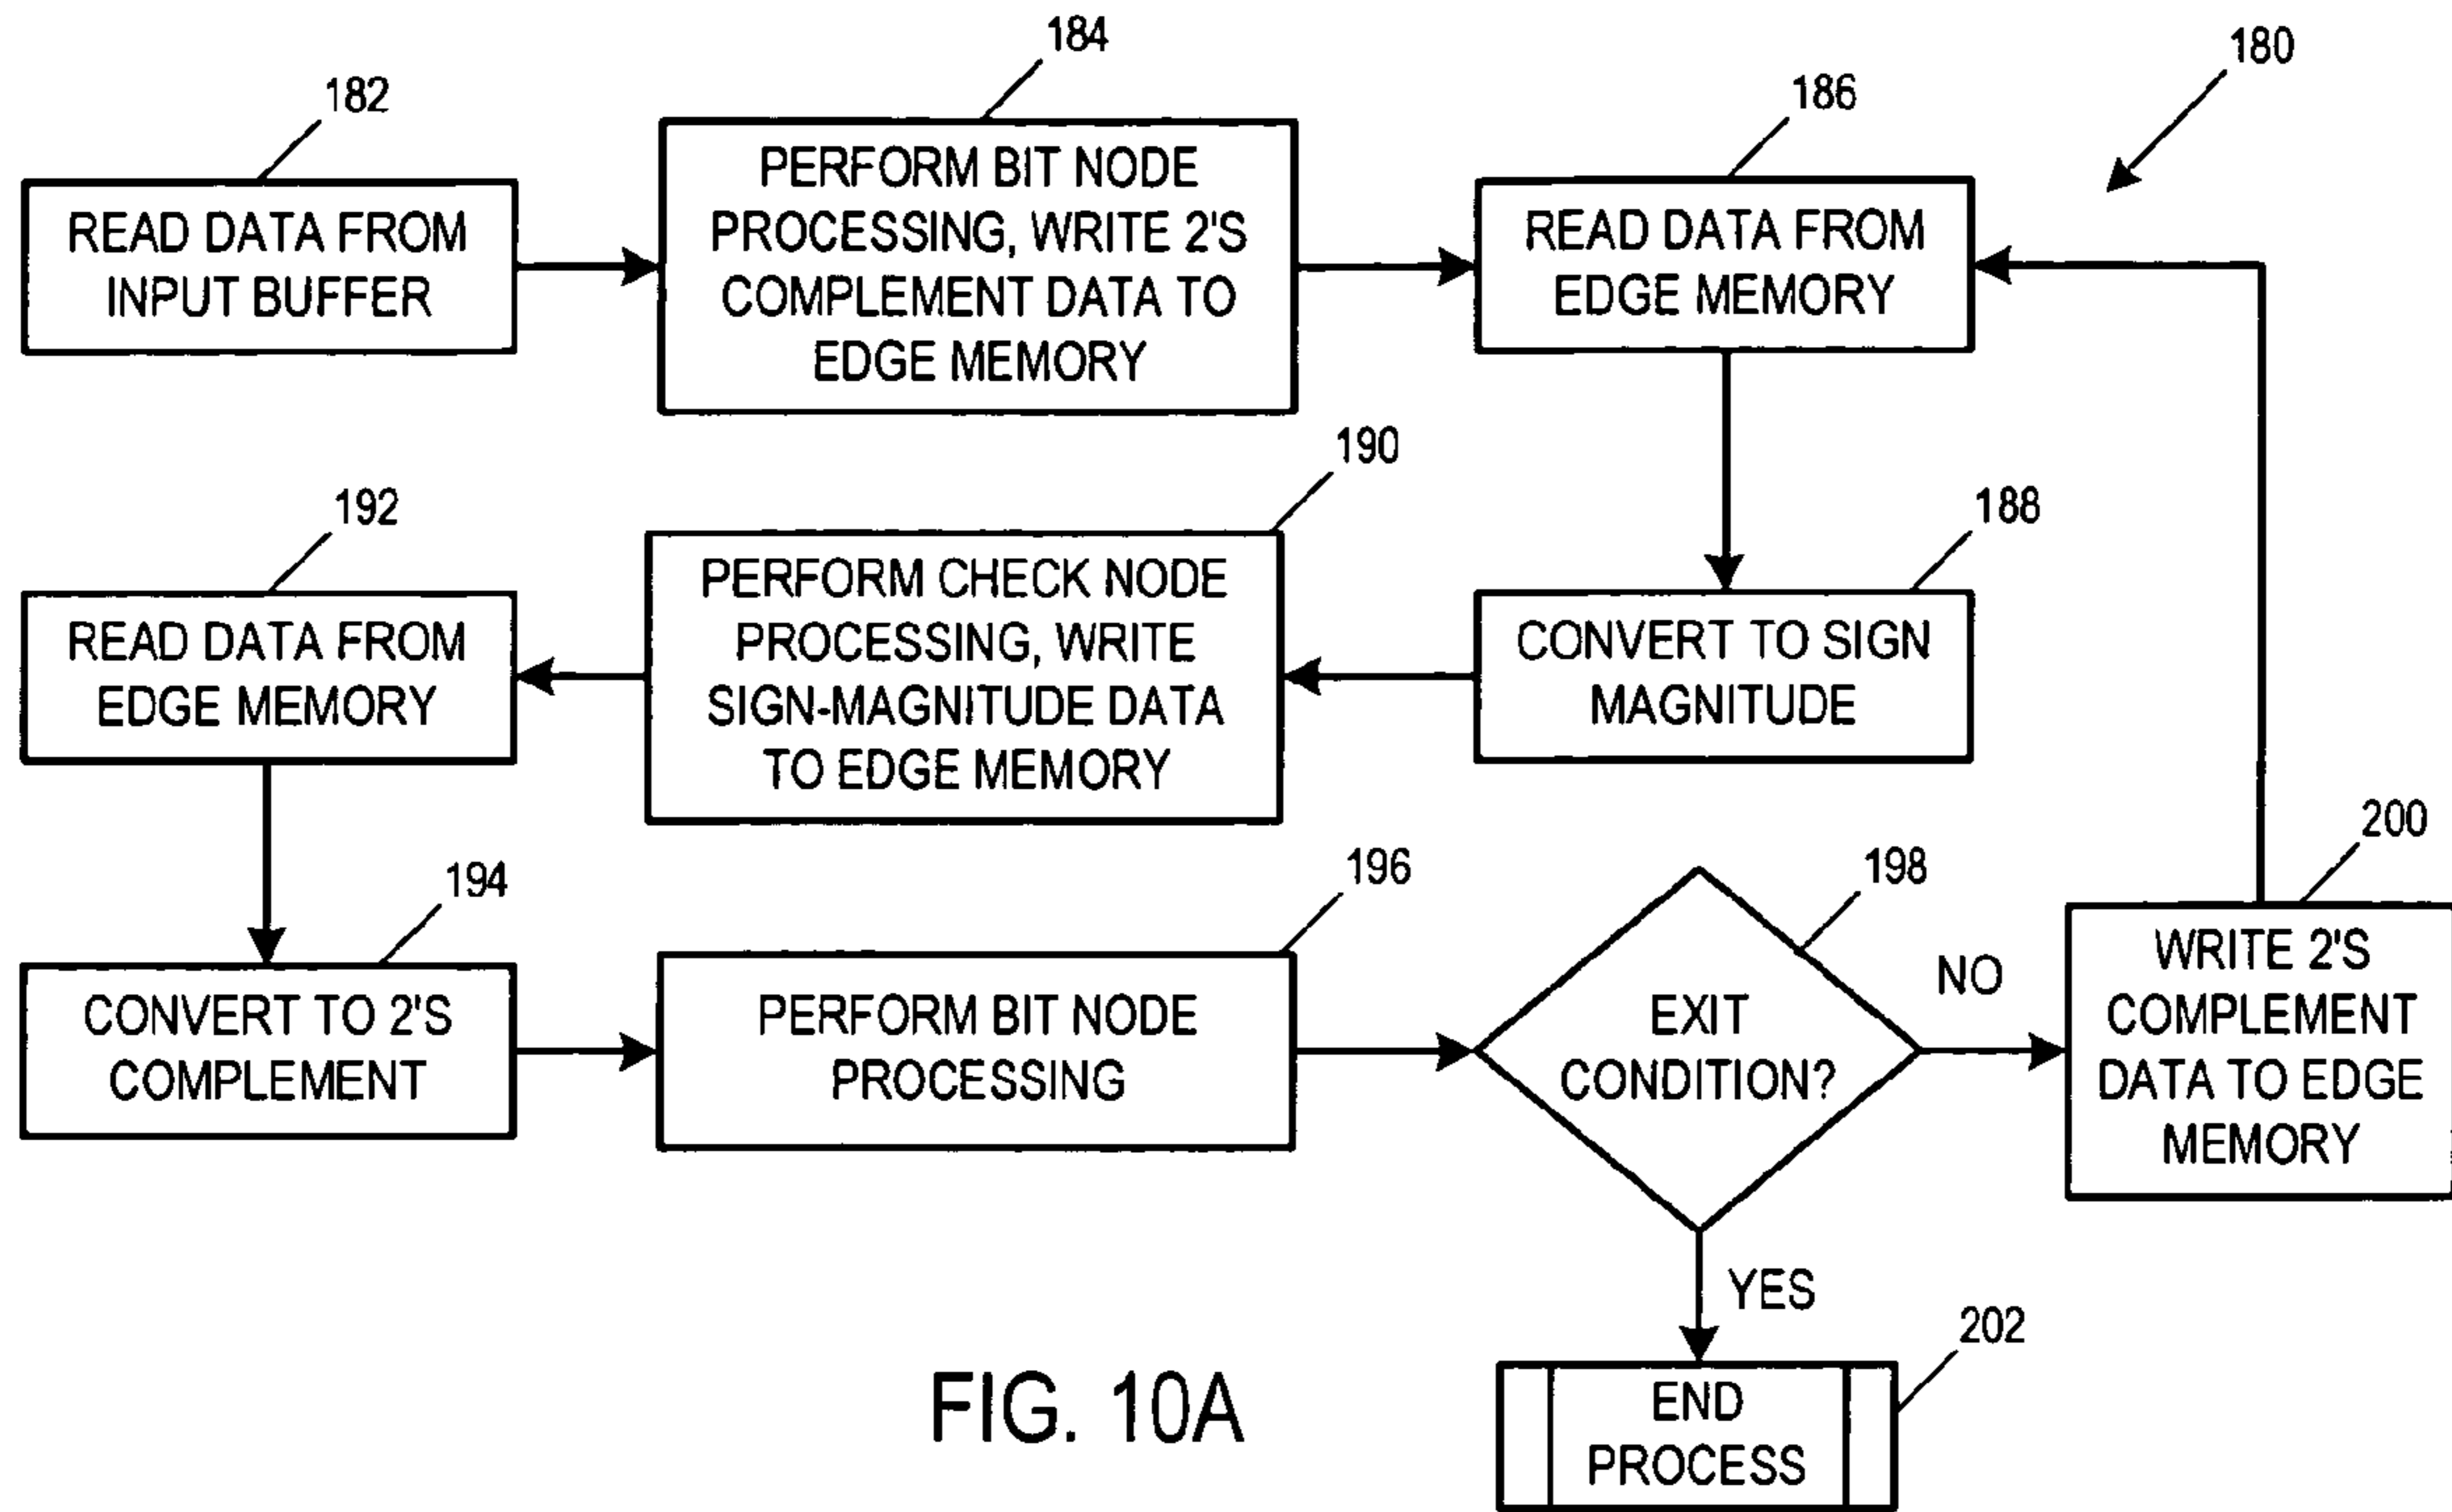 184
180
182
186
READ DATA FROM
INPUT BUFFER
PERFORM BIT NODE
PROCESSING, WRITE 2'S
COMPLEMENT DATA TO
EDGE MEMORY
READ DATA FROM
EDGE MEMORY
190
192
188
READ DATA FROM
EDGE MEMORY
PERFORM CHECK NODE
PROCESSING, WRITE
SIGN-MAGNITUDE DATA
TO EDGE MEMORY
CONVERT TO SIGN
MAGNITUDE
200
194
196
198
CONVERT TO 2'S
COMPLEMENT
PERFORM BIT NODE
PROCESSING
EXIT
CONDITION?
NO
WRITE 2'S
COMPLEMENT
DATA TO EDGE
MEMORY
YES
202
END
PROCESS
FIG. 10A